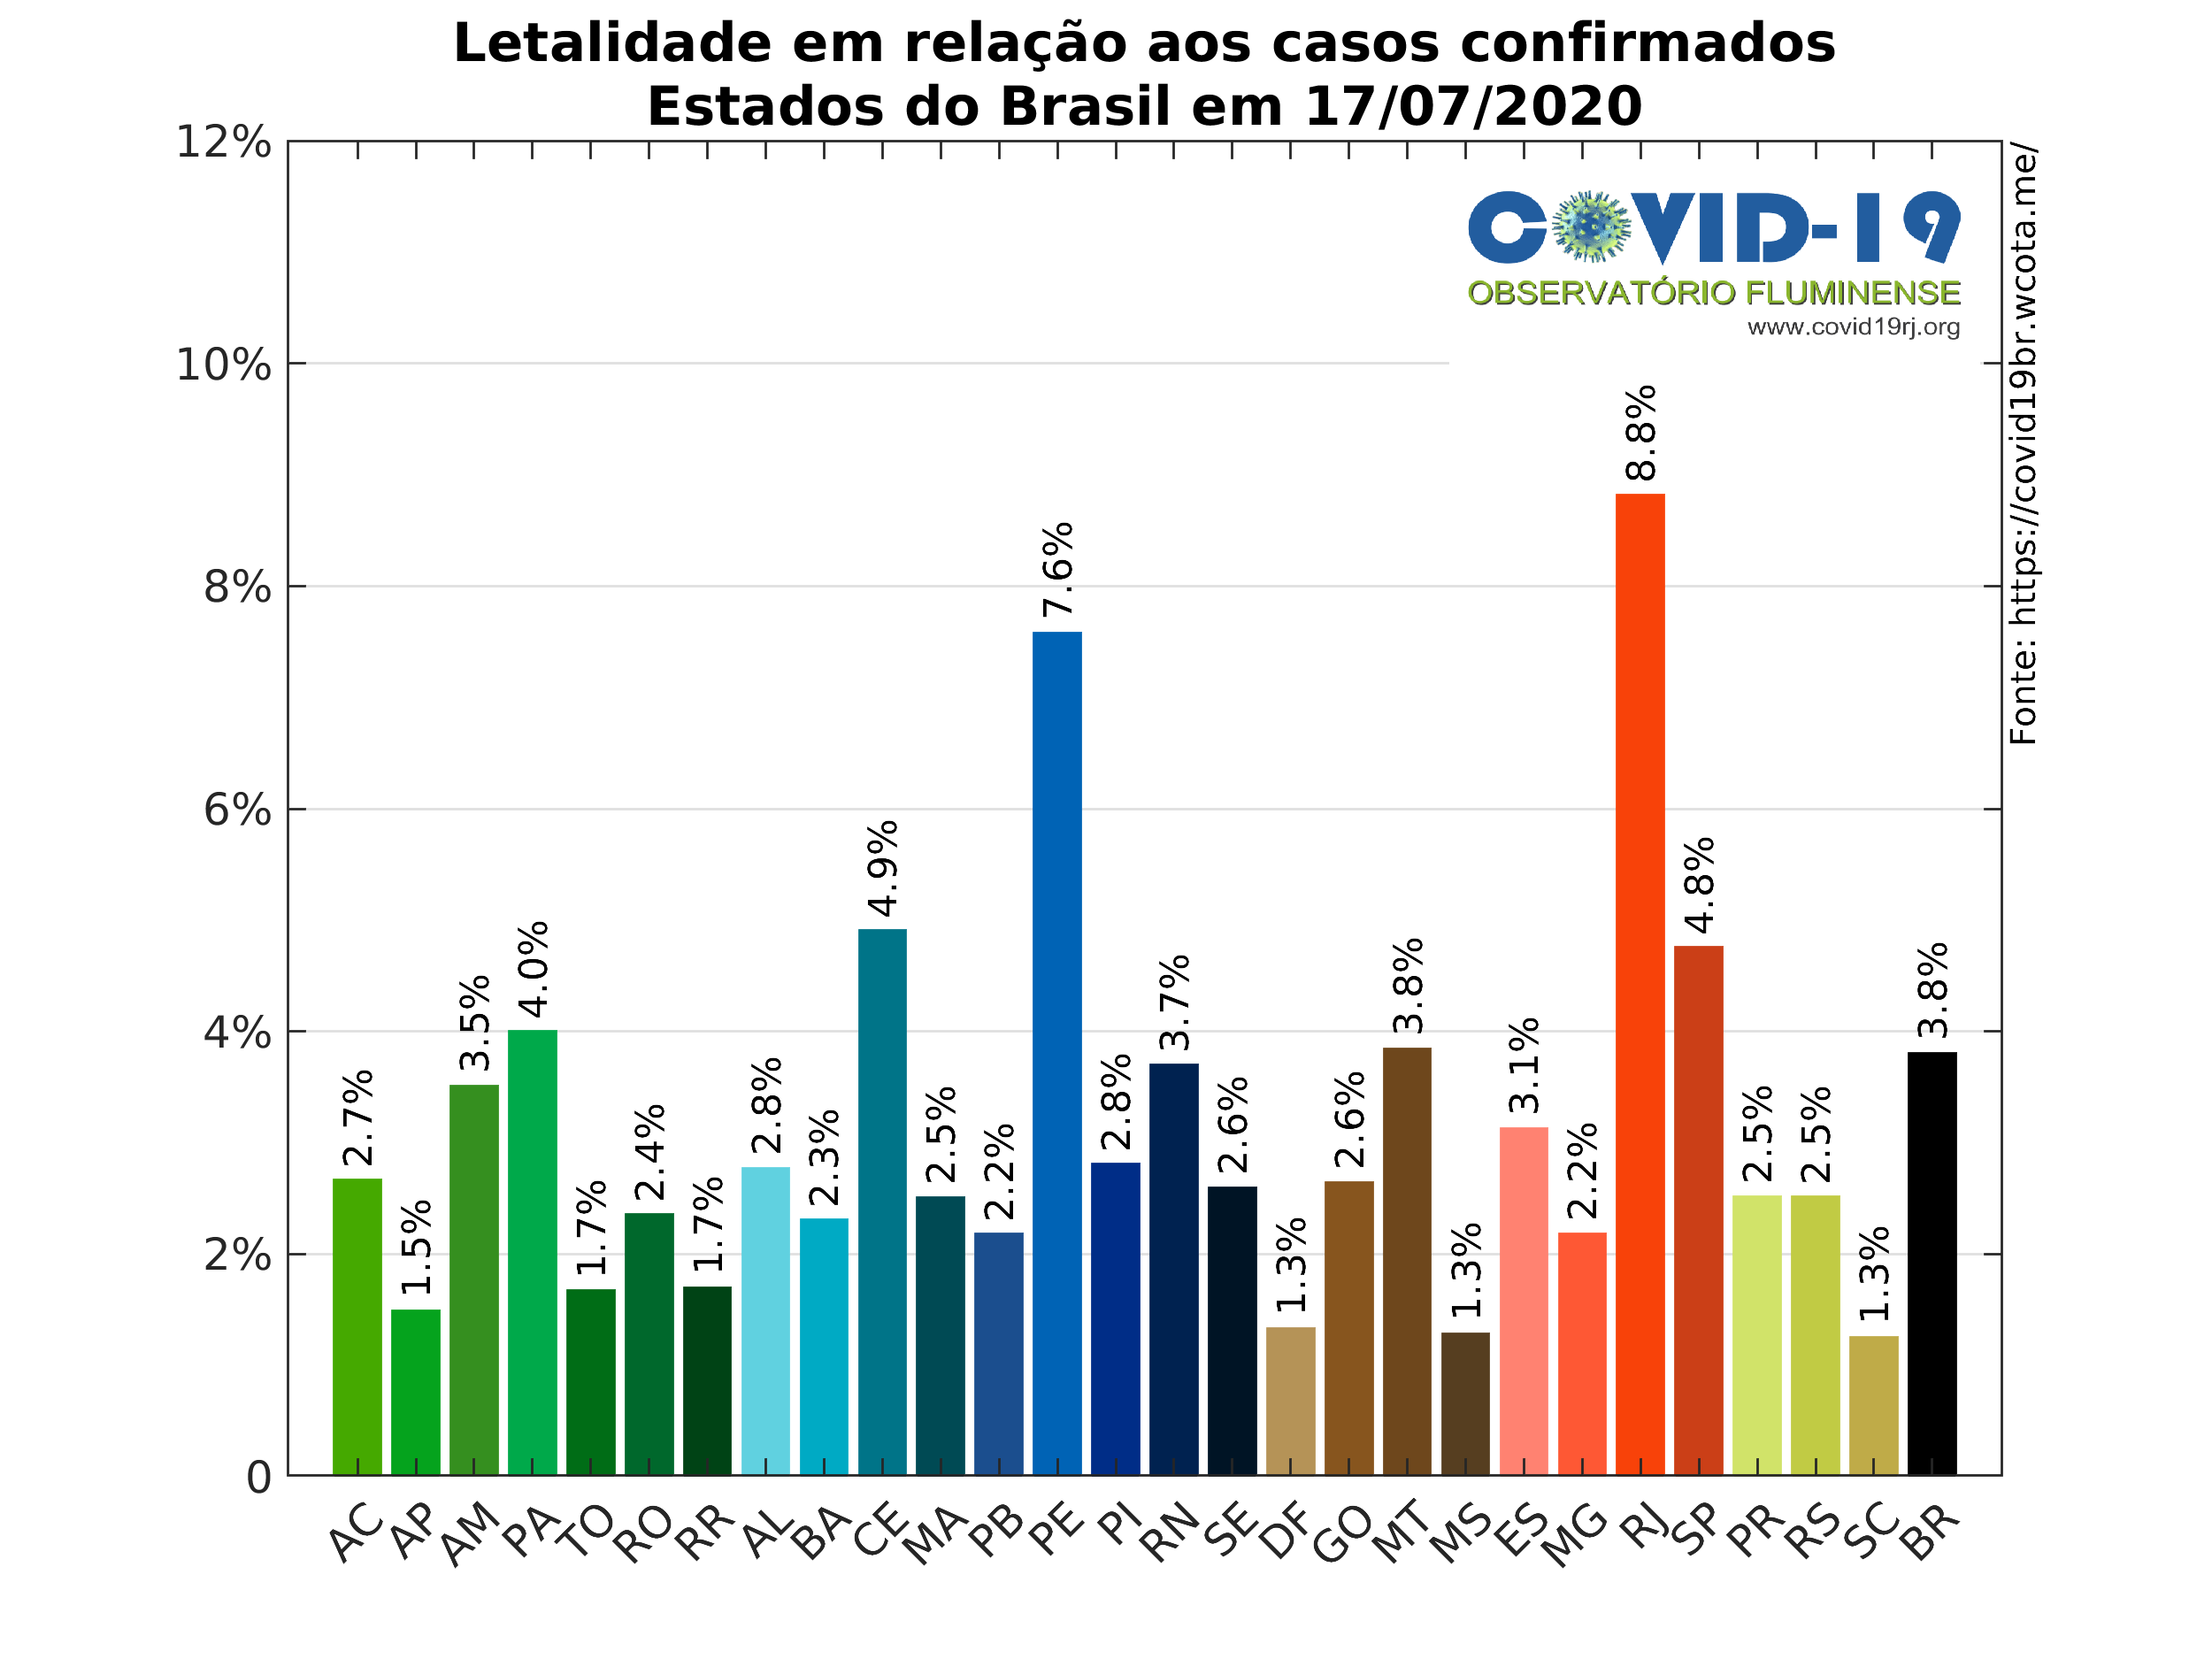 Letalidade em relação aos casos confirmados
Estados do Brasil em 17/07/2020
12%
10%
8%
6%
4%
2%
0
COVID-19
OBSERVATÓRIO FLUMINENSE
www.covid19rj.org
Fonte: https://covid19br.wcota.me/
2.7%
1.5%
3.5%
4.0%
1.7%
2.4%
1.7%
2.8%
2.3%
4.9%
2.5%
2.2%
7.6%
2.8%
3.7%
2.6%
1.3%
2.6%
3.8%
1.3%
3.1%
2.2%
8.8%
4.8%
2.5%
2.5%
1.3%
3.8%
AC
AP
AM
PA
TO
RO
RR
AL
BA
CE
MA
PB
PE
PI
RN
SE
DF
GO
MT
MS
ES
MG
RJ
SP
PR
RS
SC
BR